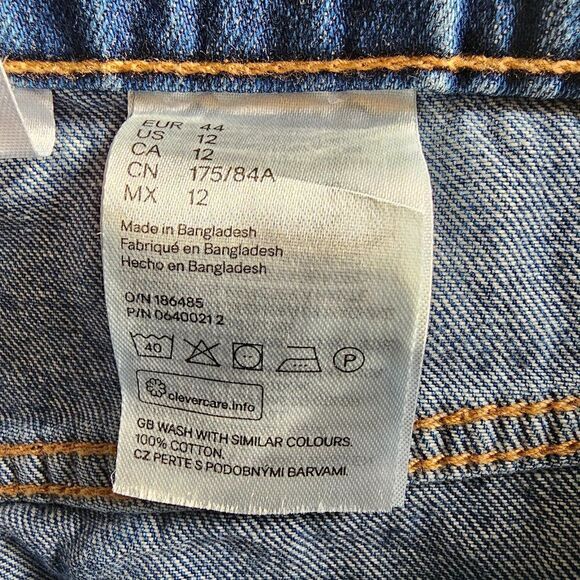 EUR 44
US 12
CA 12
CN 175/84A
MX 12
Made in Bangladesh
Fabriqué en Bangladesh
Hecho en Bangladesh
O/N 186485
P/N 0640021 2
40 P
clevercare.info
GB WASH WITH SIMILAR COLOURS.
100% COTTON.
CZ PERTE S PODOBNÝMI BARVAMI.